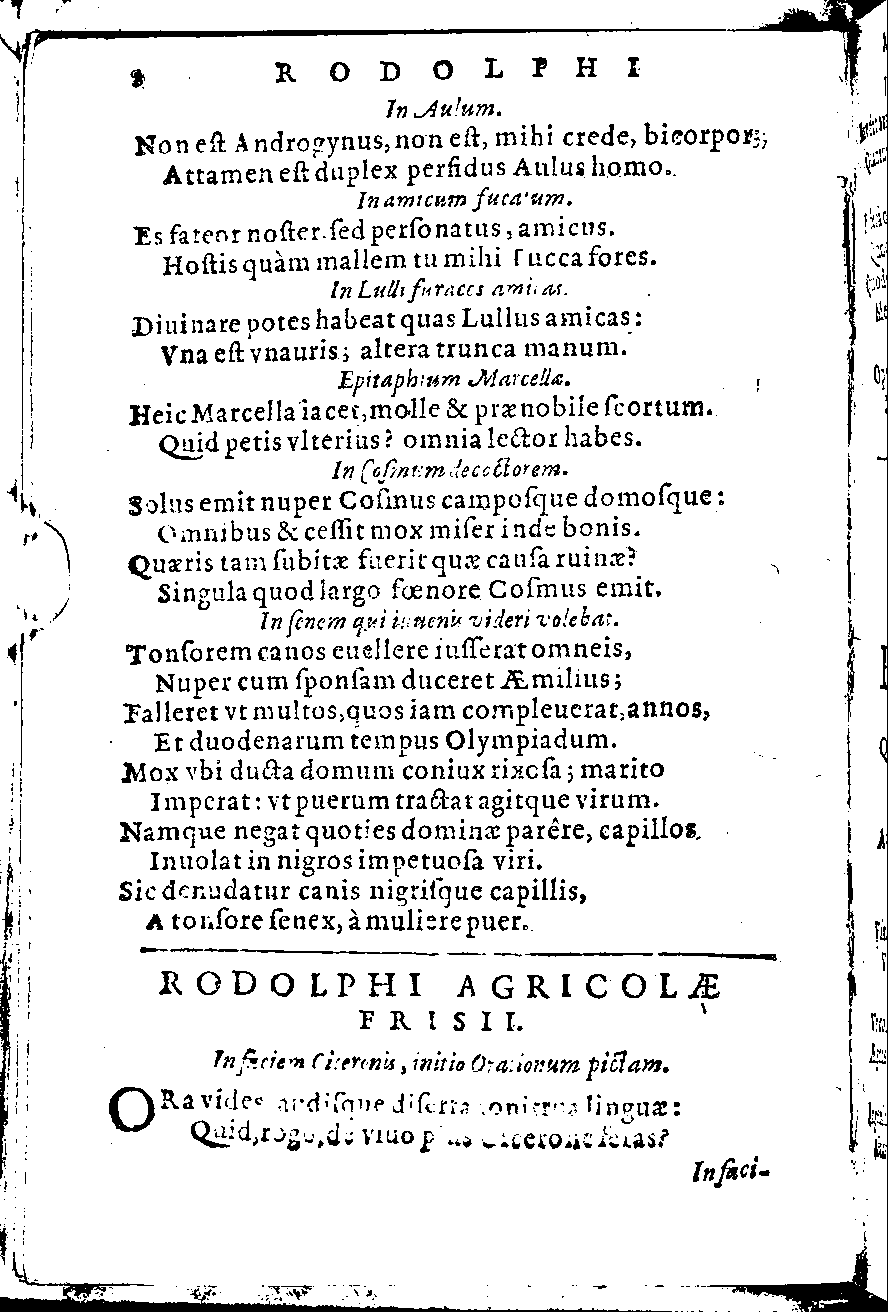 8 RODOLPHI
In Aulum.
Non eſt Androgynus, non eſt, mihi crede, bicorpor;
Attamen eſt duplex perfidus Aulus homo.
In amicum fucatum.
Es fateor noſter. ſed perſonatus, amicus.
Hoſtis quàm mallem tu mihi Fucca fores.
In Lulli furaces amicas.
Diuinare potes habeat quas Lullus amicas:
Vna eſt vnauris; altera trunca manum.
Epitaphium Marcellæ.
Heic Marcella iacet, molle & prænobile ſcortum.
Quid petis vlterius? omnia lector habes.
In Coſmum decoctorem.
Solus emit nuper Coſmus campoſque domoſque:
Omnibus & ceſſit mox miſer inde bonis.
Quæris tam ſubitæ fuerit quæ cauſa ruinæ?
Singula quod largo fœnore Coſmus emit.
In ſenem qui iuuenis videri volebat.
Tonſorem canos euellere iuſſerat omneis,
Nuper cum ſponſam duceret Æmilius;
Falleret vt multos, quos iam compleuerat, annos,
Et duodenarum tempus Olympiadum.
Mox vbi ducta domum coniux rixoſa; marito
Imperat: vt puerum tractat agitque virum.
Namque negat quoties dominæ parêre, capillos
Inuolat in nigros impetuoſa viri.
Sic denudatur canis nigriſque capillis,
A tonſore ſenex, à muliere puer.
RODOLPHI AGRICOLÆ
FRISII.
In faciem Ciceronis, initio Orationum pictam.
ORa vides audiſque diſerta linguæ:
Quid, rogo, de viuo plus Cicerone feras?
In faci-